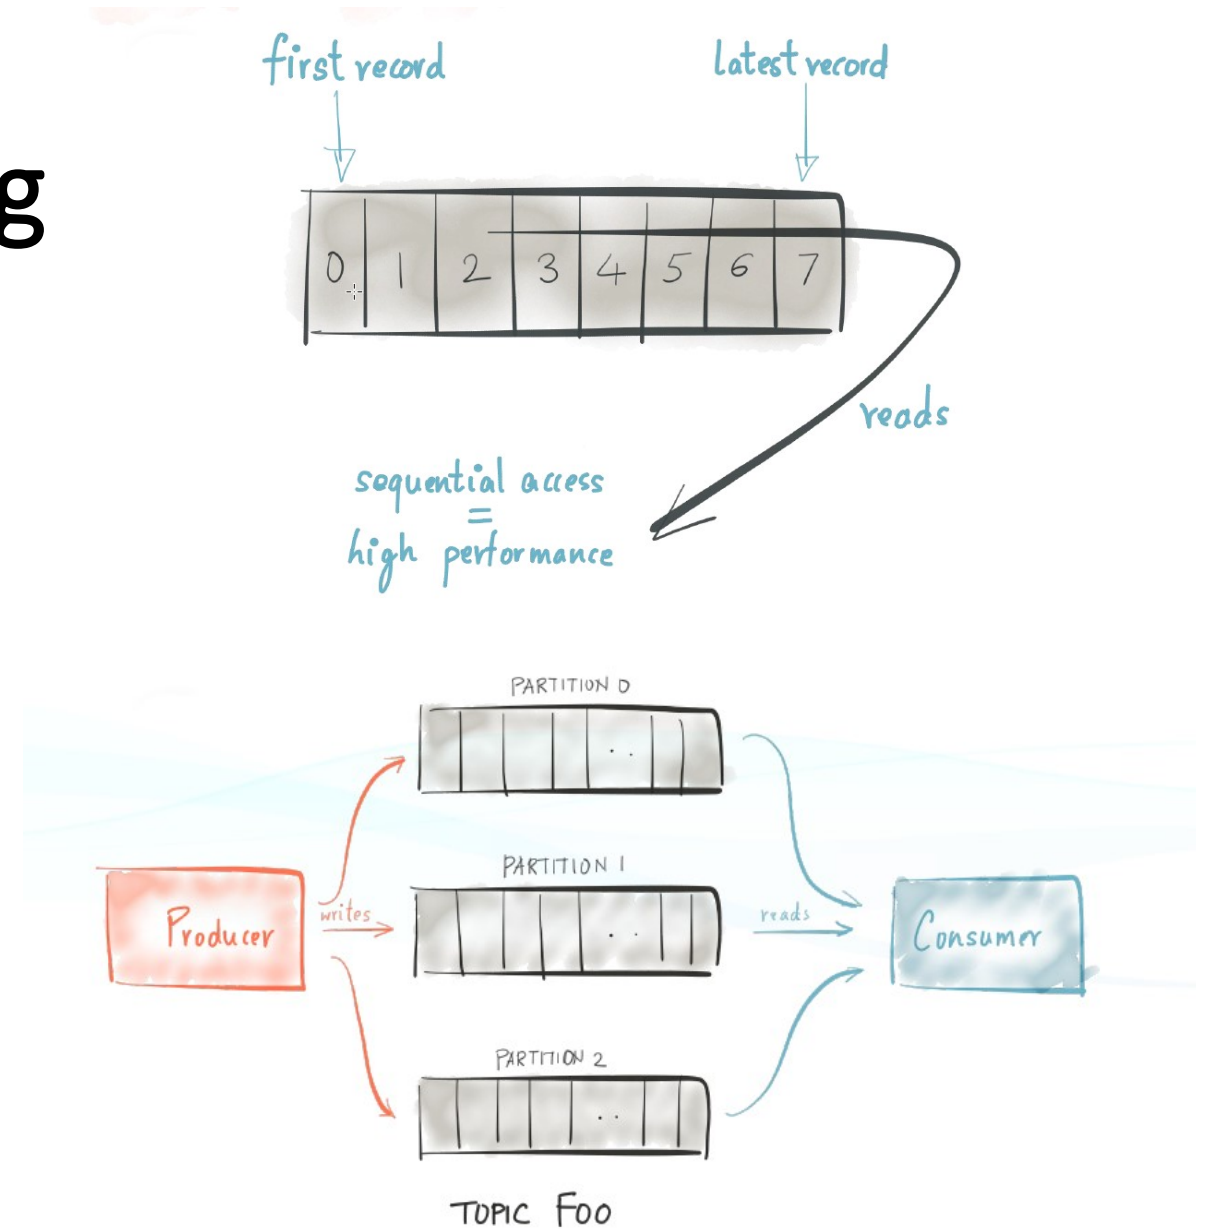 first record
latest record
g
0 1 2 3 4 5 6 7
reads
sequential access
=
high performance
PARTITION 0
PARTITION 1
Producer
writes
reads
Consumer
PARTITION 2
TOPIC FOO